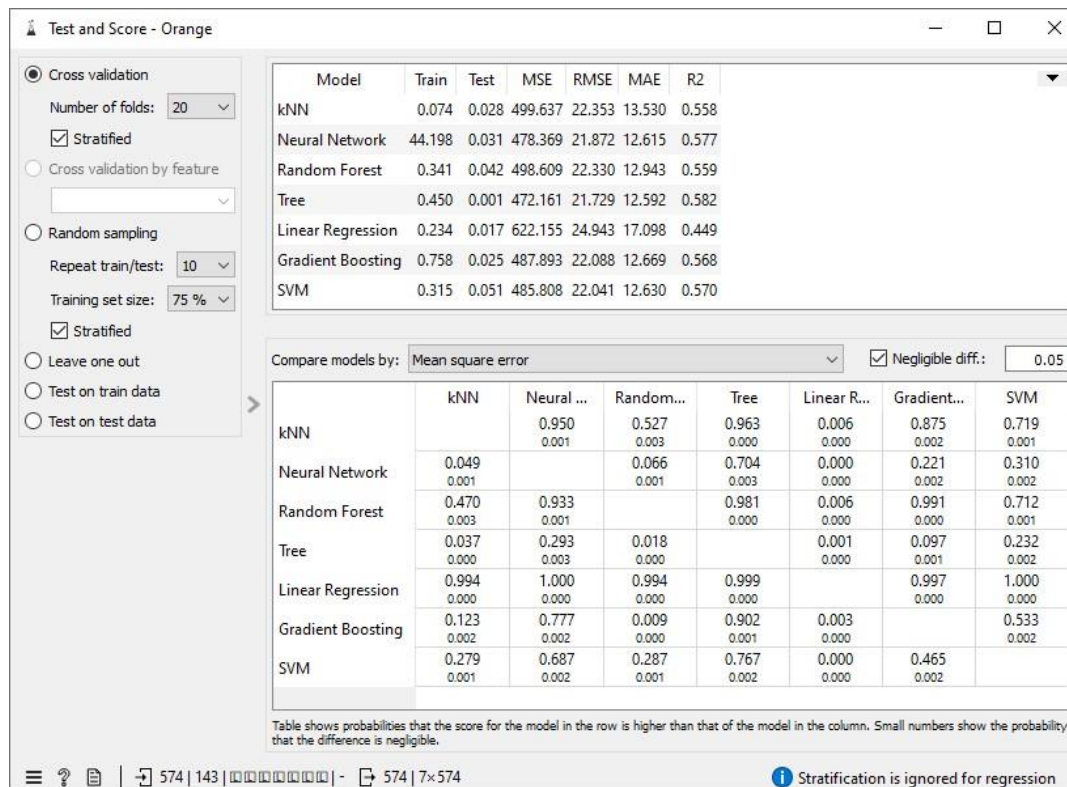 Test and Score - Orange
Cross validation
Number of folds: 20
Stratified
Cross validation by feature
Random sampling
Repeat train/test: 10
Training set size: 75 %
Stratified
Leave one out
Test on train data
Test on test data
Model Train Test MSE RMSE MAE R2
kNN 0.074 0.028 499.637 22.353 13.530 0.558
Neural Network 44.198 0.031 478.369 21.872 12.615 0.577
Random Forest 0.341 0.042 498.609 22.330 12.943 0.559
Tree 0.450 0.001 472.161 21.729 12.592 0.582
Linear Regression 0.234 0.017 622.155 24.943 17.098 0.449
Gradient Boosting 0.758 0.025 487.893 22.088 12.669 0.568
SVM 0.315 0.051 485.808 22.041 12.630 0.570
Compare models by: Mean square error Negligible diff.: 0.05
kNN Neural ... Random... Tree Linear R... Gradient... SVM
kNN 0.950 0.527 0.963 0.006 0.875 0.719
0.001 0.003 0.000 0.000 0.002 0.001
Neural Network 0.049 0.066 0.704 0.000 0.221 0.310
0.001 0.001 0.003 0.000 0.002 0.002
Random Forest 0.470 0.933 0.981 0.006 0.991 0.712
0.003 0.001 0.000 0.000 0.000 0.001
Tree 0.037 0.293 0.018 0.001 0.097 0.232
0.000 0.003 0.000 0.000 0.001 0.002
Linear Regression 0.994 1.000 0.994 0.999 0.997 1.000
0.000 0.000 0.000 0.000 0.000 0.000
Gradient Boosting 0.123 0.777 0.009 0.902 0.003 0.533
0.002 0.002 0.000 0.001 0.000 0.002
SVM 0.279 0.687 0.287 0.767 0.000 0.465
0.001 0.002 0.001 0.002 0.000 0.002
Table shows probabilities that the score for the model in the row is higher than that of the model in the column. Small numbers show the probability
that the difference is negligible.
574 | 143 | | - 574 | 7×574 Stratification is ignored for regression